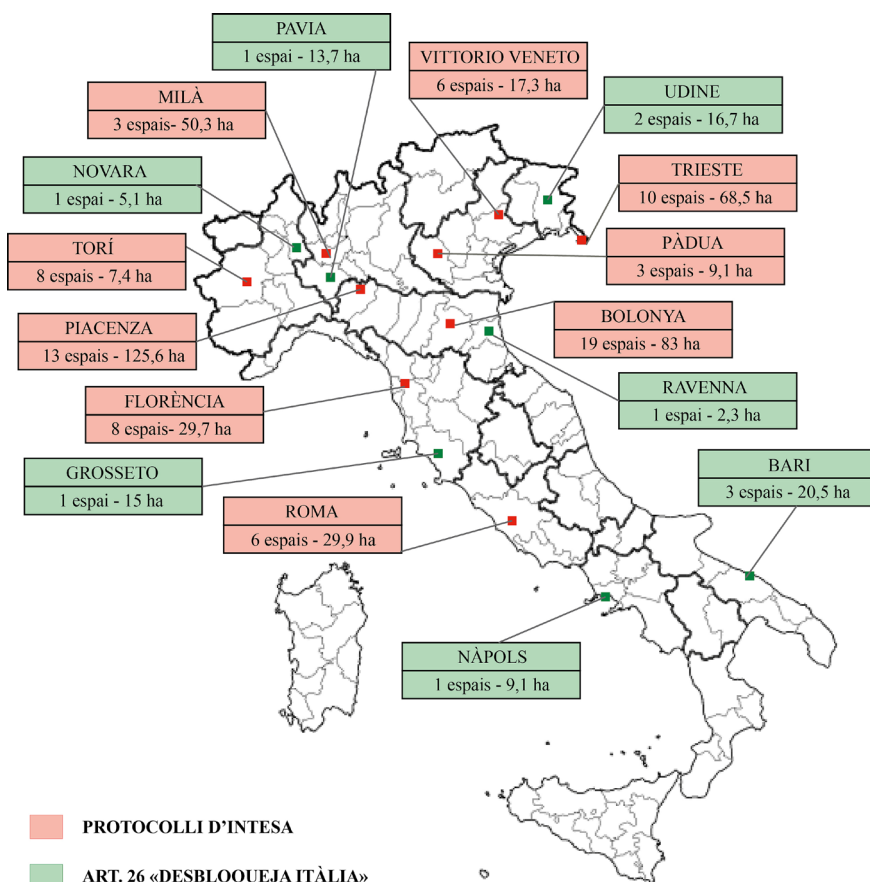 PAVIA
1 espai - 13,7 ha
VITTORIO VENETO
6 espais - 17,3 ha
UDINE
2 espais - 16,7 ha
MILÀ
3 espais- 50,3 ha
NOVARA
1 espai - 5,1 ha
TRIESTE
10 espais - 68,5 ha
TORÍ
8 espais - 7,4 ha
PÀDUA
3 espais - 9,1 ha
PIACENZA
13 espais - 125,6 ha
BOLONYA
19 espais - 83 ha
FLORÈNCIA
8 espais- 29,7 ha
RAVENNA
1 espai - 2,3 ha
GROSSETO
1 espai - 15 ha
BARI
3 espais - 20,5 ha
ROMA
6 espais - 29,9 ha
NÀPOLS
1 espais - 9,1 ha
PROTOCOLLI D’INTESA
ART. 26 «DESBLOQUEJA ITÀLIA»